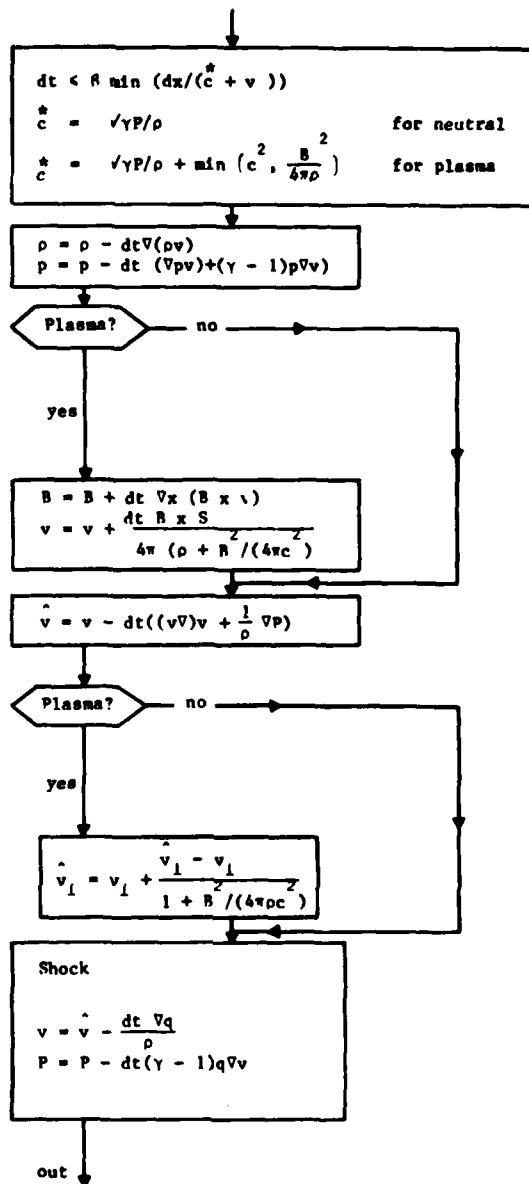 dt < β min (dx/(c* + v ))
c* = √γP/ρ for neutral
c* = √γP/ρ + min (c², B²/4πρ) for plasma
ρ = ρ - dt∇(ρv)
p = p - dt (∇pv)+(γ - 1)p∇v)
Plasma? no
yes
B = B + dt ∇x (B x \)
v = v + dt B x S / 4π (ρ + B²/(4πc²)
v̂ = v - dt((v∇)v + 1/ρ ∇P)
Plasma? no
yes
v̂⊥ = v⊥ + v̂⊥ - v⊥ / 1 + B²/(4πρc²)
Shock
v = v̂ - dt ∇q / ρ
P = P - dt(γ - 1)q∇v
out